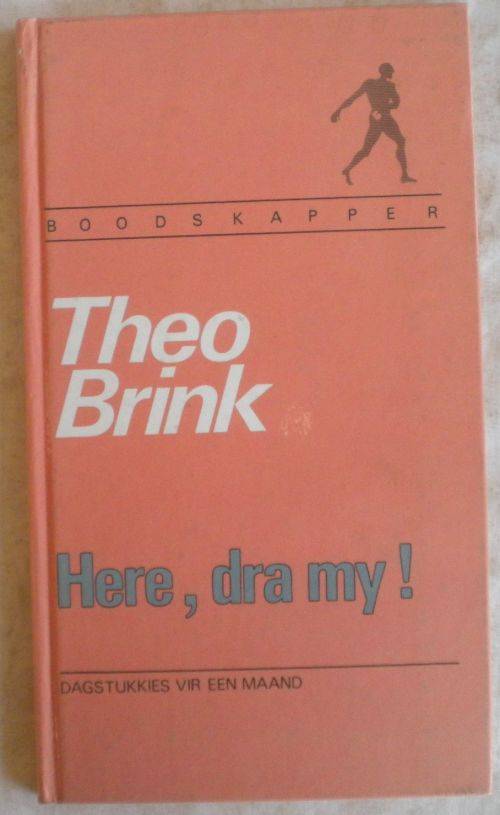 BOODSKAPPER
Theo
Brink
Here, dra my!
DAGSTUKKIES VIR EEN MAAND